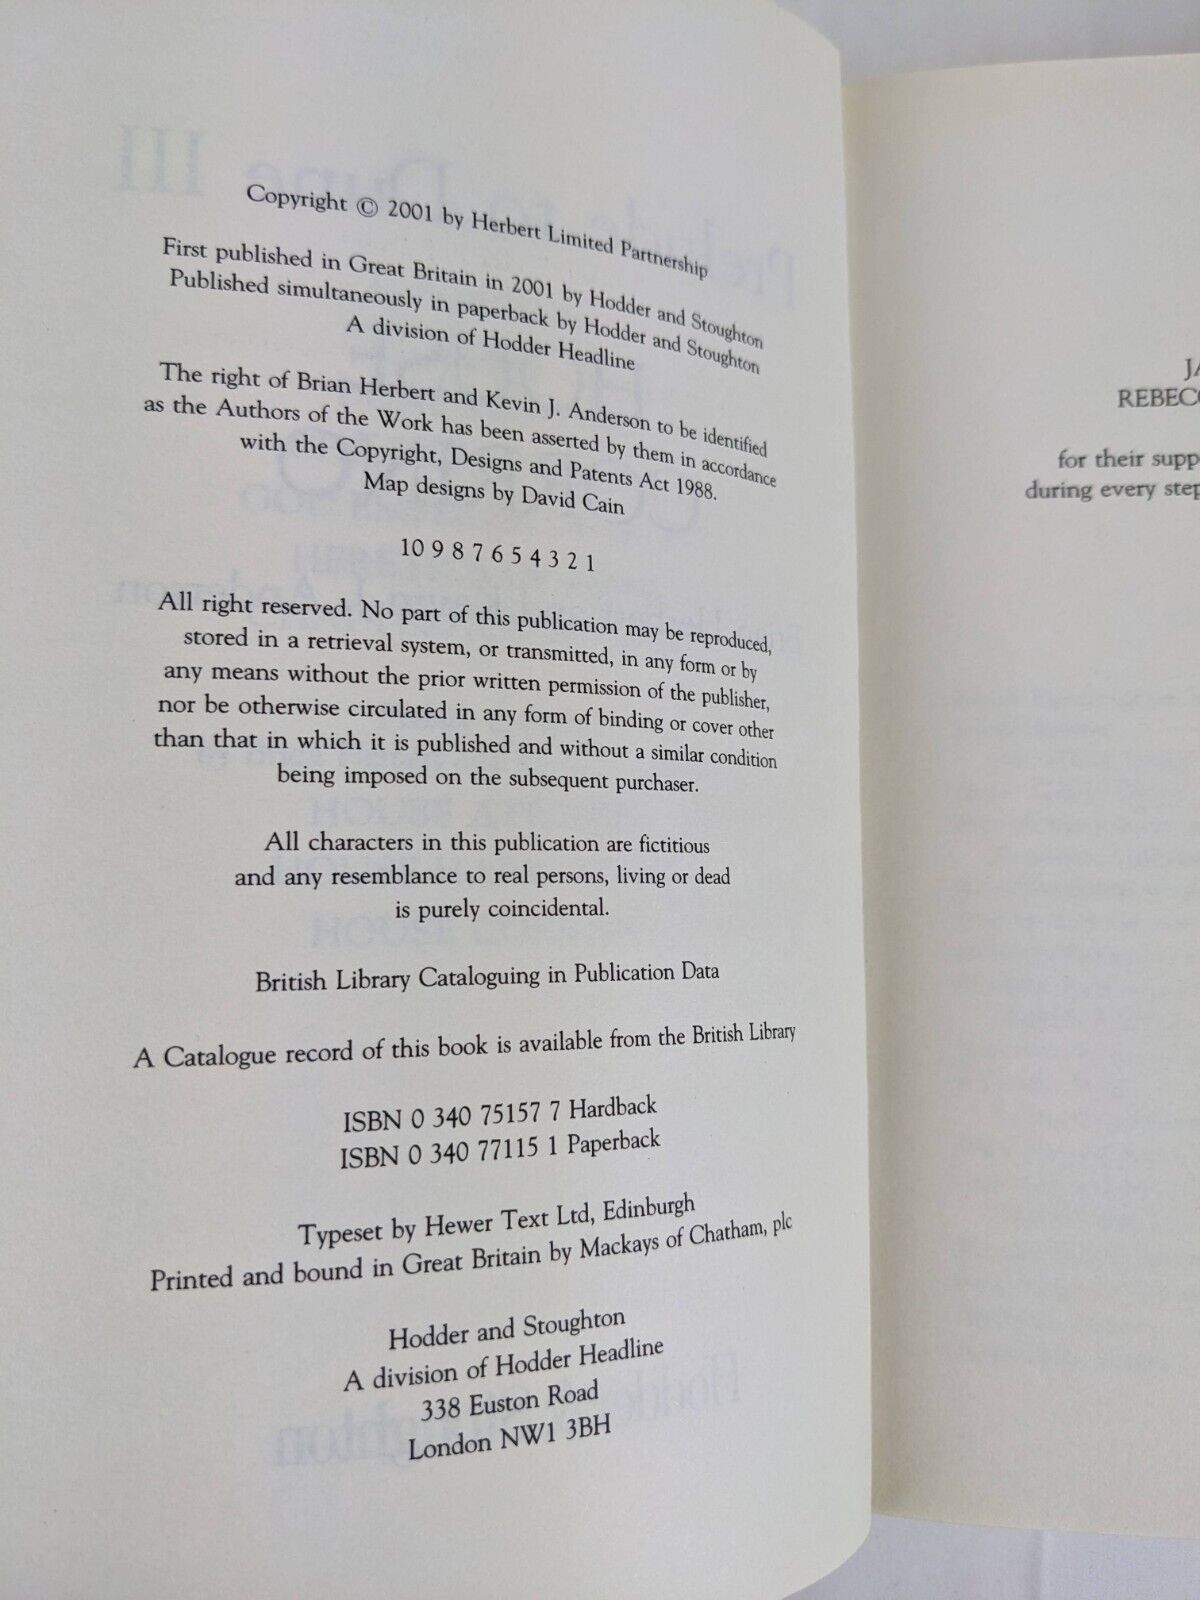 Copyright © 2001 by Herbert Limited Partnership
First published in Great Britain in 2001 by Hodder and Stoughton
Published simultaneously in paperback by Hodder and Stoughton
A division of Hodder Headline
The right of Brian Herbert and Kevin J. Anderson to be identified
as the Authors of the Work has been asserted by them in accordance
with the Copyright, Designs and Patents Act 1988.
Map designs by David Cain
10 9 8 7 6 5 4 3 2 1
All right reserved. No part of this publication may be reproduced,
stored in a retrieval system, or transmitted, in any form or by
any means without the prior written permission of the publisher,
nor be otherwise circulated in any form of binding or cover other
than that in which it is published and without a similar condition
being imposed on the subsequent purchaser.
All characters in this publication are fictitious
and any resemblance to real persons, living or dead
is purely coincidental.
British Library Cataloguing in Publication Data
A Catalogue record of this book is available from the British Library
ISBN 0 340 75157 7 Hardback
ISBN 0 340 77115 1 Paperback
Typeset by Hewer Text Ltd, Edinburgh
Printed and bound in Great Britain by Mackays of Chatham, plc
Hodder and Stoughton
A division of Hodder Headline
338 Euston Road
London NW1 3BH
JA
REBECC
for their supp
during every step